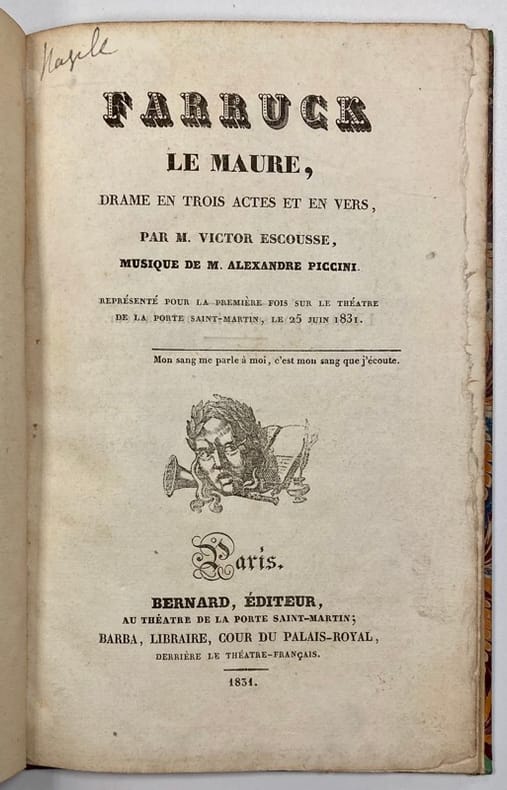 FARRUCK
LE MAURE,
DRAME EN TROIS ACTES ET EN VERS,
PAR M. VICTOR ESCOUSSE,
MUSIQUE DE M. ALEXANDRE PICCINI.
REPRÉSENTÉ POUR LA PREMIÈRE FOIS SUR LE THÉATRE
DE LA PORTE SAINT-MARTIN, LE 25 JUIN 1831.
Mon sang me parle à moi, c'est mon sang que j'écoute.
Paris.
BERNARD, ÉDITEUR,
AU THÉATRE DE LA PORTE SAINT-MARTIN;
BARBA, LIBRAIRE, COUR DU PALAIS-ROYAL,
DERRIÈRE LE THÉATRE-FRANÇAIS.
1831.